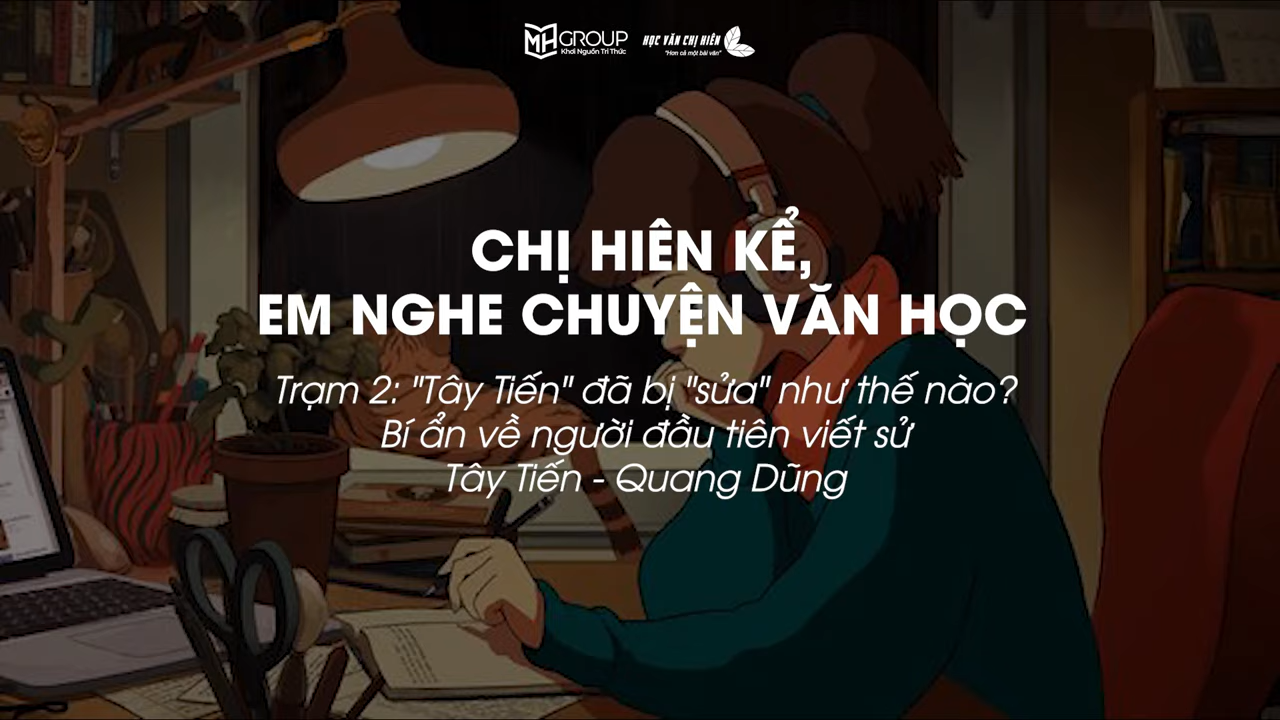 MH GROUP
Khơi Nguồn Tri Thức
HỌC VĂN CHỊ HIÊN
"Hơn cả một bài văn"
CHỊ HIÊN KỂ,
EM NGHE CHUYỆN VĂN HỌC
Trạm 2: "Tây Tiến" đã bị "sửa" như thế nào?
Bí ẩn về người đầu tiên viết sử
Tây Tiến - Quang Dũng